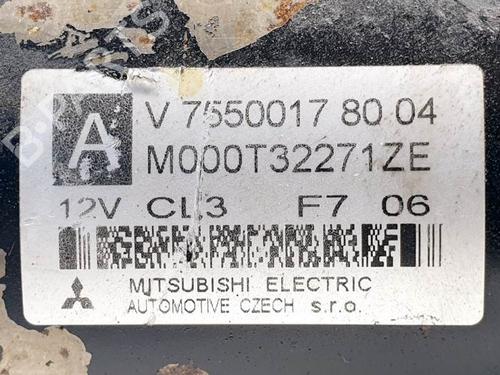 A
V 7550017 80 04
M000T32271ZE
12V CL3 F7 06
MITSUBISHI ELECTRIC
AUTOMOTIVE CZECH s.r.o.